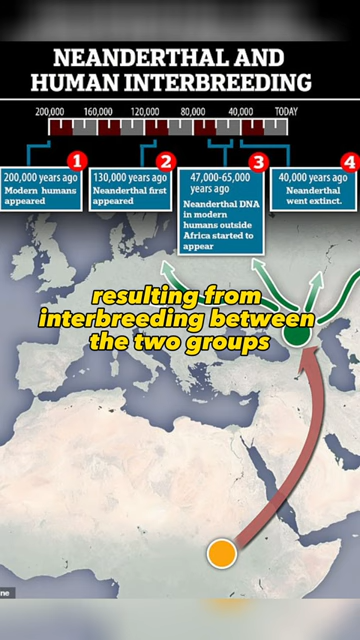 NEANDERTHAL AND
HUMAN INTERBREEDING
200,000 160,000 120,000 80,000 40,000 TODAY
1
200,000 years ago
Modern humans
appeared
2
130,000 years ago
Neanderthal first
appeared
3
47,000-65,000
years ago
Neanderthal DNA
in modern
humans outside
Africa started to
appear
4
40,000 years ago
Neanderthal
went extinct.
resulting from
interbreeding between
the two groups
ne